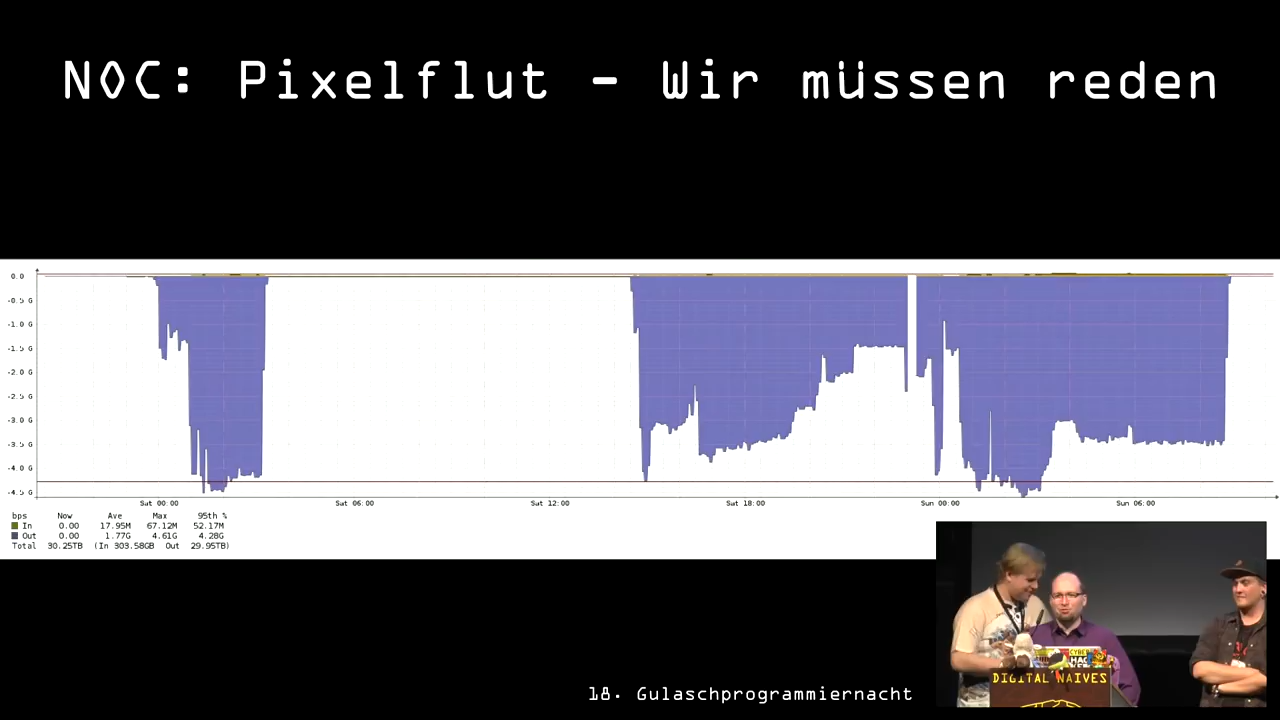 NOC: Pixelflut - Wir müssen reden
0.0
-0.5 G
-1.0 G
-1.5 G
-2.0 G
-2.5 G
-3.0 G
-3.5 G
-4.0 G
-4.5 G
Sat 00:00 Sat 06:00 Sat 12:00 Sat 18:00 Sun 00:00 Sun 06:00
bps Now Ave Max 95th %
In 0.00 17.95M 67.12M 52.17M
Out 0.00 1.77G 4.61G 4.28G
Total 30.25TB (In 303.58GB Out 29.95TB)
CYBER
HAC
DIGITAL NAIVES
18. Gulaschprogrammiernacht